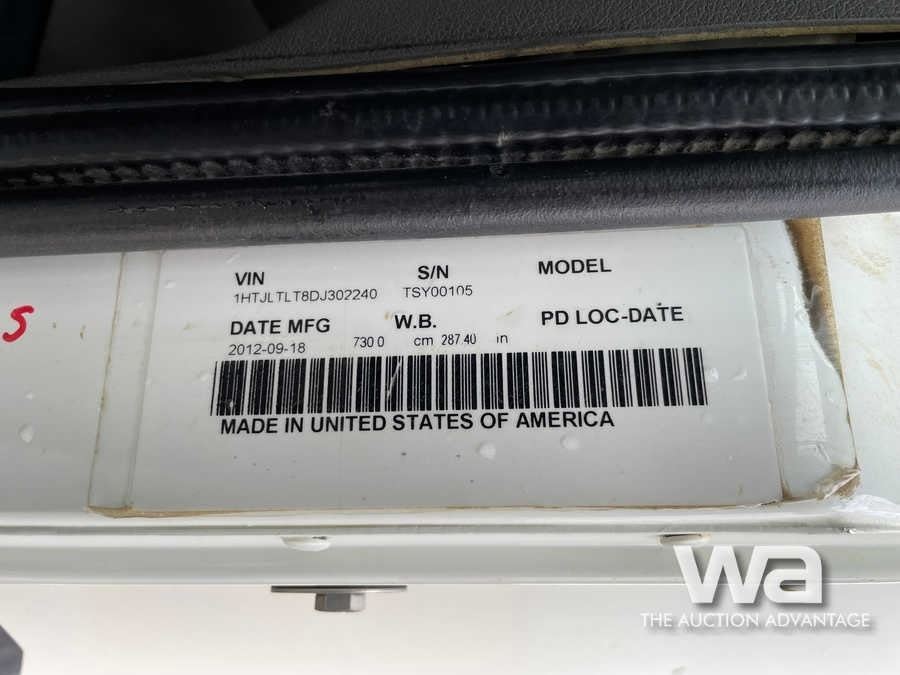 VIN S/N MODEL
1HTJLTLT8DJ302240 TSY00105
DATE MFG W.B. PD LOC-DATE
2012-09-18 730 0 cm 287.40 in
MADE IN UNITED STATES OF AMERICA
S
wa
THE AUCTION ADVANTAGE